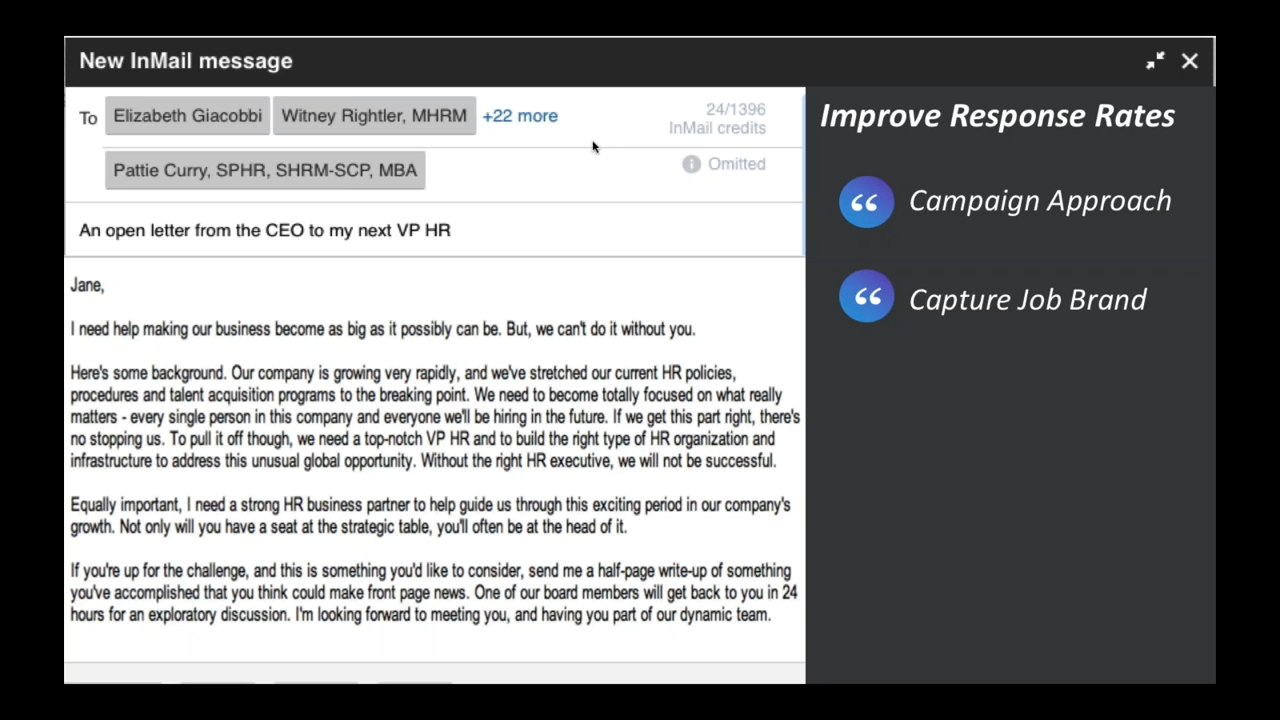 New InMail message
To Elizabeth Giacobbi Witney Rightler, MHRM +22 more
24/1396
InMail credits
Pattie Curry, SPHR, SHRM-SCP, MBA
Omitted
An open letter from the CEO to my next VP HR
Jane,
I need help making our business become as big as it possibly can be. But, we can't do it without you.
Here's some background. Our company is growing very rapidly, and we've stretched our current HR policies,
procedures and talent acquisition programs to the breaking point. We need to become totally focused on what really
matters - every single person in this company and everyone we'll be hiring in the future. If we get this part right, there's
no stopping us. To pull it off though, we need a top-notch VP HR and to build the right type of HR organization and
infrastructure to address this unusual global opportunity. Without the right HR executive, we will not be successful.
Equally important, I need a strong HR business partner to help guide us through this exciting period in our company's
growth. Not only will you have a seat at the strategic table, you'll often be at the head of it.
If you're up for the challenge, and this is something you'd like to consider, send me a half-page write-up of something
you've accomplished that you think could make front page news. One of our board members will get back to you in 24
hours for an exploratory discussion. I'm looking forward to meeting you, and having you part of our dynamic team.
Improve Response Rates
Campaign Approach
Capture Job Brand